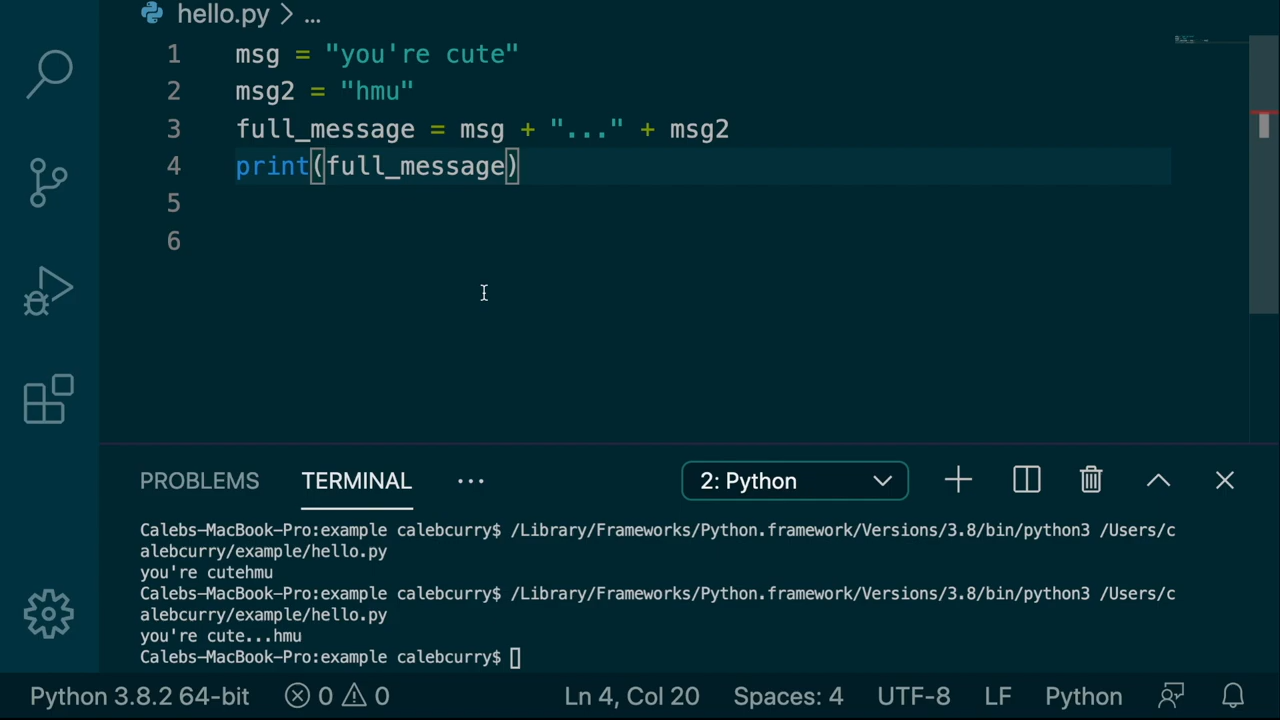 hello.py > ...
1 msg = "you're cute"
2 msg2 = "hmu"
3 full_message = msg + "..." + msg2
4 print(full_message)
5
6
PROBLEMS TERMINAL ... 2: Python
Calebs-MacBook-Pro:example calebcurry$ /Library/Frameworks/Python.framework/Versions/3.8/bin/python3 /Users/c
alebcurry/example/hello.py
you're cutehmu
Calebs-MacBook-Pro:example calebcurry$ /Library/Frameworks/Python.framework/Versions/3.8/bin/python3 /Users/c
alebcurry/example/hello.py
you're cute...hmu
Calebs-MacBook-Pro:example calebcurry$
Python 3.8.2 64-bit 0 0 Ln 4, Col 20 Spaces: 4 UTF-8 LF Python